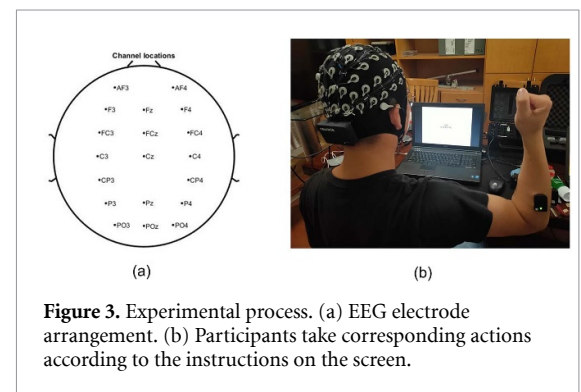 Channel locations
•AF3 •AF4
•F3 •Fz •F4
•FC3 •FCz •FC4
•C3 •Cz •C4
•CP3 •CP4
•P3 •Pz •P4
•PO3 •POz •PO4
(a) (b)
Figure 3. Experimental process. (a) EEG electrode
arrangement. (b) Participants take corresponding actions
according to the instructions on the screen.